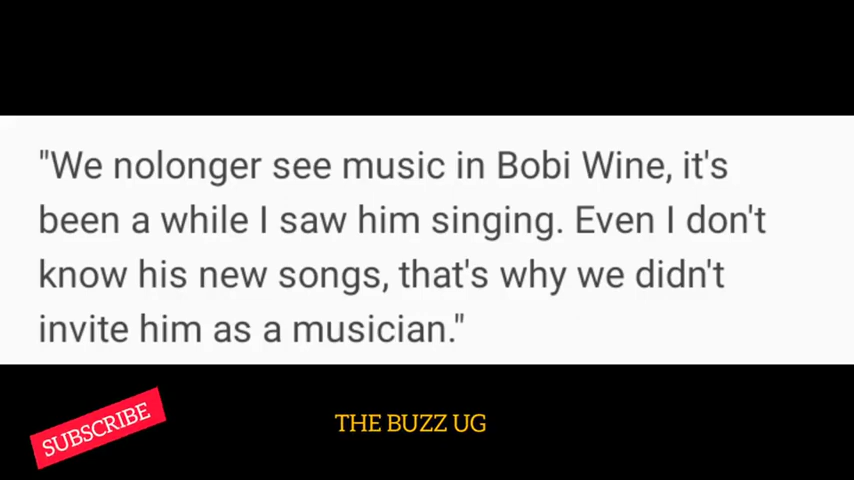 "We nolonger see music in Bobi Wine, it's
been a while I saw him singing. Even I don't
know his new songs, that's why we didn't
invite him as a musician."
SUBSCRIBE
THE BUZZ UG